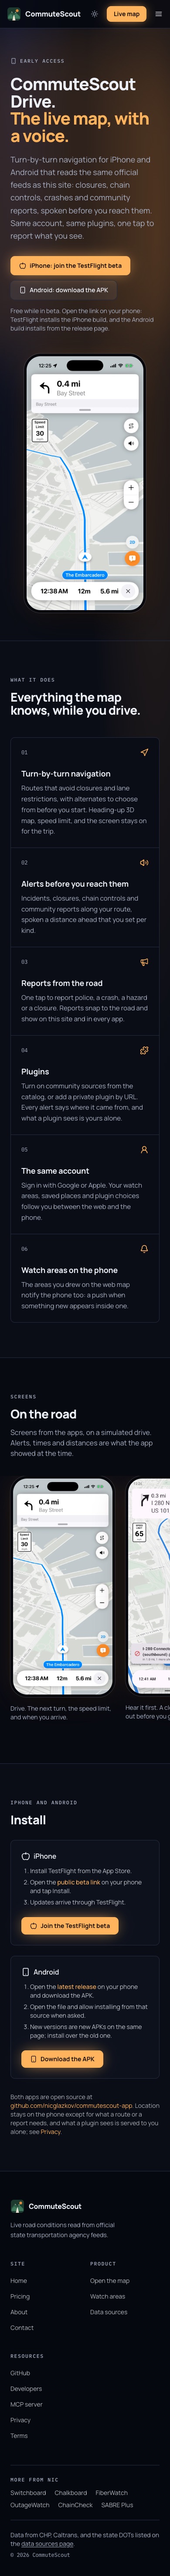 CommuteScout
Live map
EARLY ACCESS
CommuteScout
Drive.
The live map, with
a voice.
Turn-by-turn navigation for iPhone and
Android that reads the same official
feeds as this site: closures, chain
controls, crashes and community
reports, spoken before you reach them.
Same account, same plugins, one tap to
report what you see.
iPhone: join the TestFlight beta
Android: download the APK
Free while in beta. Open the link on your phone:
TestFlight installs the iPhone build, and the Android
build installs from the release page.
12:25
0.4 mi
Bay Street
Bay Street
Speed
Limit
30
The Embarcadero
12:38 AM 12m 5.6 mi
WHAT IT DOES
Everything the map
knows, while you drive.
01
Turn-by-turn navigation
Routes that avoid closures and lane
restrictions, with alternates to choose
from before you start. Heading-up 3D
map, speed limit, and the screen stays on
for the trip.
02
Alerts before you reach them
Incidents, closures, chain controls and
community reports along your route,
spoken at a distance ahead that you set per
kind.
03
Reports from the road
One tap to report police, a crash, a hazard
or a closure. Reports snap to the road and
show on this site and in every app.
04
Plugins
Turn on community sources from the
catalog, or add a private plugin by URL.
Every alert says where it came from, and
what a plugin sees is yours alone.
05
The same account
Sign in with Google or Apple. Your watch
areas, saved places and plugin choices
follow you between the web and the
phone.
06
Watch areas on the phone
The areas you drew on the web map
notify the phone too: a push when
something new appears inside one.
SCREENS
On the road
Screens from the apps, on a simulated drive.
Alerts, times and distances are what the app
showed at the time.
12:25
0.4 mi
Bay Street
Bay Street
Speed
Limit
30
The Embarcadero
12:38 AM 12m 5.6 mi
0.3 mi
I 280 N
US 101
65
I-280 Convers
12:41 AM
Drive. The next turn, the speed limit,
and when you arrive.
Hear it first. A cl
out before you g
IPHONE AND ANDROID
Install
iPhone
1. Install TestFlight from the App Store.
2. Open the public beta link on your phone
and tap Install.
3. Updates arrive through TestFlight.
Join the TestFlight beta
Android
1. Open the latest release on your phone
and download the APK.
2. Open the file and allow installing from that
source when asked.
3. New versions are new APKs on the same
page; install over the old one.
Download the APK
Both apps are open source at
github.com/nicglazkov/commutescout-app. Location
stays on the phone except for what a route or a
report needs, and what a plugin sees is served to you
alone; see Privacy.
CommuteScout
Live road conditions read from official
state transportation agency feeds.
SITE
Home
Pricing
About
Contact
PRODUCT
Open the map
Watch areas
Data sources
RESOURCES
GitHub
Developers
MCP server
Privacy
Terms
MORE FROM NIC
Switchboard Chalkboard FiberWatch
OutageWatch ChainCheck SABRE Plus
Data from CHP, Caltrans, and the state DOTs listed on
the data sources page.
© 2026 CommuteScout